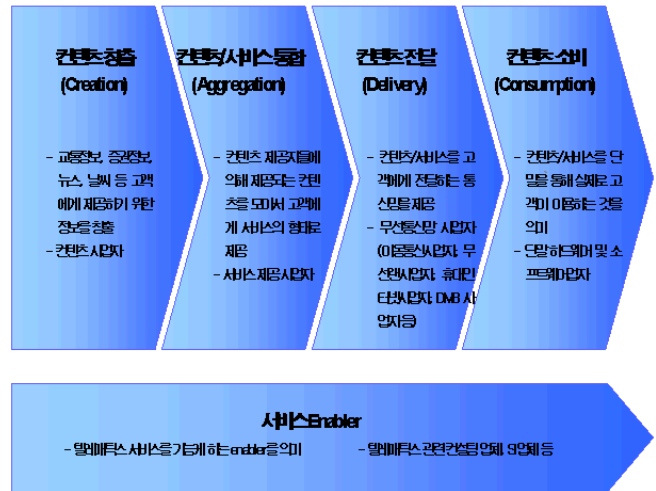 컨텐츠 창출
(Creation)
- 교통정보, 증권정보,
뉴스, 날씨 등 고객
에게 제공하기 위한
정보를 창출
- 컨텐츠 사업자
컨텐츠/서비스 통합
(Aggregation)
- 컨텐츠 제공자들에
의해 제공되는 컨텐
츠를 모아서 고객에
게 서비스의 형태로
제공
- 서비스 제공 사업자
컨텐츠 전달
(Delivery)
- 컨텐츠/서비스를 고
객에게 전달하는 통
신망을 제공
- 무선통신망 사업자
(이동통신사업자, 무
선랜사업자, 휴대인
터넷사업자, DMB 사
업자 등)
컨텐츠 소비
(Consumption)
- 컨텐츠/서비스를 단
말을 통해 실제로 고
객이 이용하는 것을
의미
- 단말 하드웨어 및 소
프트웨어업자
서비스 Enabler
- 텔레매틱스 서비스를 가능케 하는 enabler를 의미
- 텔레매틱스 관련 컨설팅 업체, SI업체 등